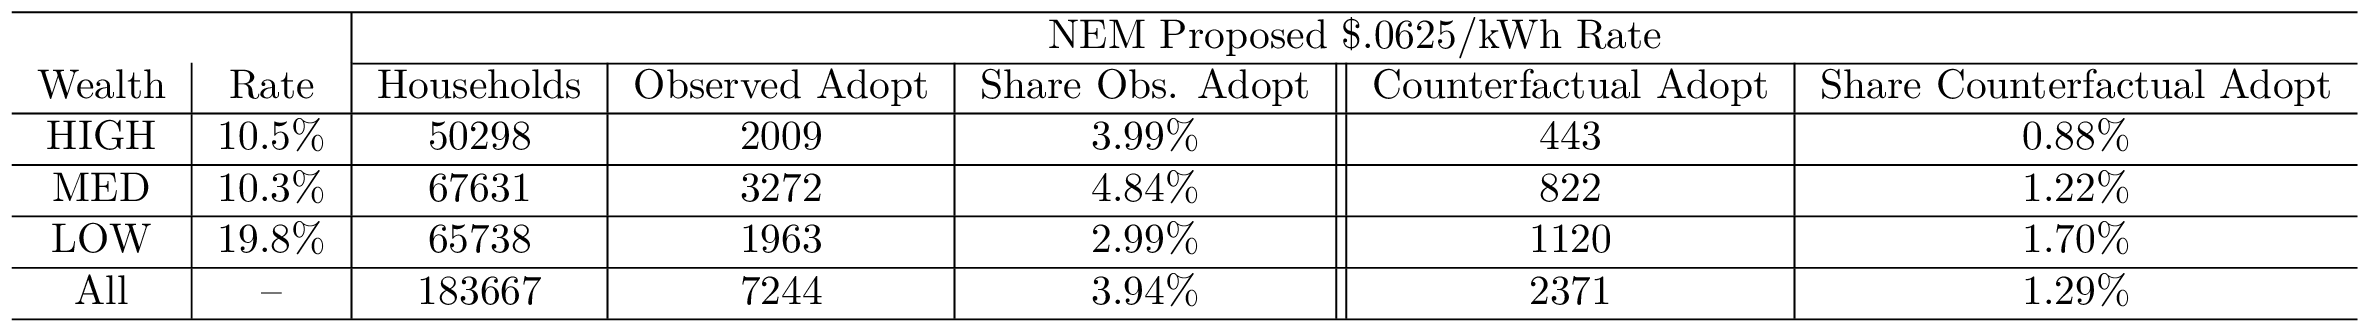 NEM Proposed $.0625/kWh Rate
Wealth Rate Households Observed Adopt Share Obs. Adopt Counterfactual Adopt Share Counterfactual Adopt
HIGH 10.5% 50298 2009 3.99% 443 0.88%
MED 10.3% 67631 3272 4.84% 822 1.22%
LOW 19.8% 65738 1963 2.99% 1120 1.70%
All – 183667 7244 3.94% 2371 1.29%